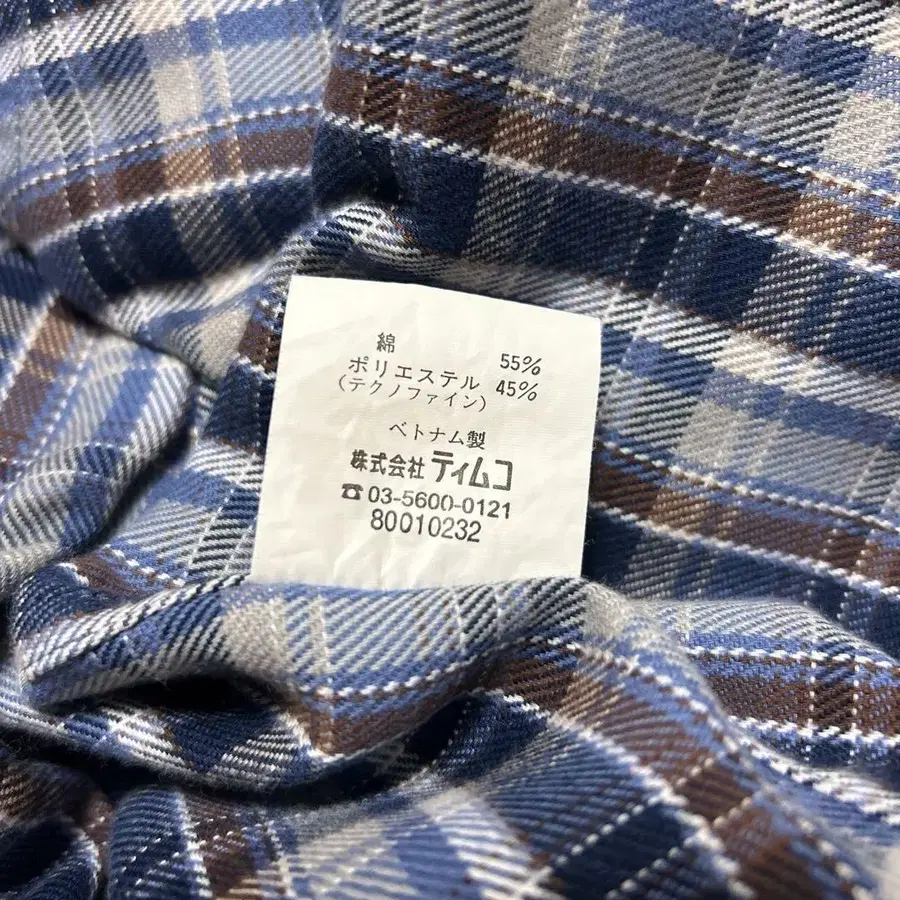 綿 55%
ポリエステル 45%
(テクノファイン)
ベトナム製
株式会社 ティムコ
☎03-5600-0121
80010232